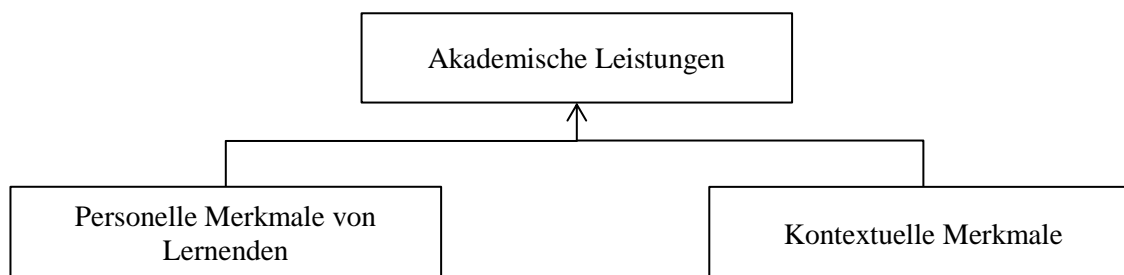 Akademische Leistungen
Personelle Merkmale von
Lernenden
Kontextuelle Merkmale